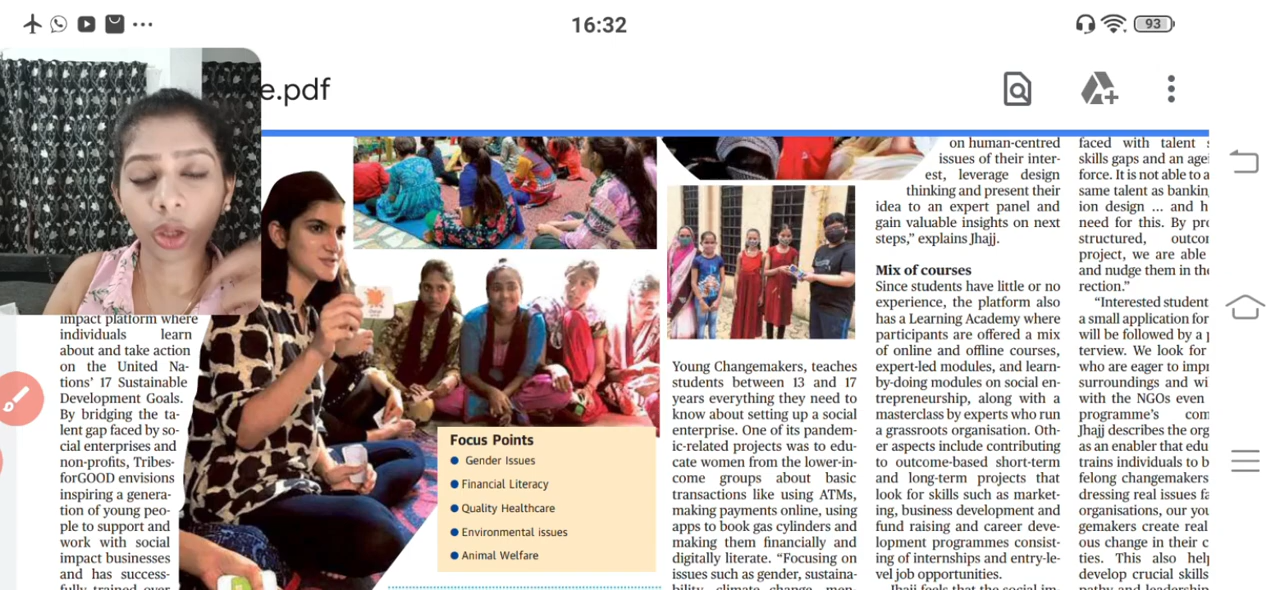 16:32
93
e.pdf
impact platform where
individuals learn
about and take action
on the United Na-
tions' 17 Sustainable
Development Goals.
By bridging the ta-
lent gap faced by so-
cial enterprises and
non-profits, Tribes-
forGOOD envisions
inspiring a genera-
tion of young peo-
ple to support and
work with social
impact businesses
and has success-
fully trained over
Focus Points
Gender Issues
Financial Literacy
Quality Healthcare
Environmental issues
Animal Welfare
Young Changemakers, teaches
students between 13 and 17
years everything they need to
know about setting up a social
enterprise. One of its pandem-
ic-related projects was to edu-
cate women from the lower-in-
come groups about basic
transactions like using ATMs,
making payments online, using
apps to book gas cylinders and
making them financially and
digitally literate. “Focusing on
issues such as gender, sustaina-
bility, climate change, men-
on human-centred
issues of their inter-
est, leverage design
thinking and present their
idea to an expert panel and
gain valuable insights on next
steps,” explains Jhajj.
Mix of courses
Since students have little or no
experience, the platform also
has a Learning Academy where
participants are offered a mix
of online and offline courses,
expert-led modules, and learn-
by-doing modules on social en-
trepreneurship, along with a
masterclass by experts who run
a grassroots organisation. Oth-
er aspects include contributing
to outcome-based short-term
and long-term projects that
look for skills such as market-
ing, business development and
fund raising and career deve-
lopment programmes consist-
ing of internships and entry-le-
vel job opportunities.
Jhajj feels that the social im-
faced with talent s
skills gaps and an agei
force. It is not able to a
same talent as bankin
ion design ... and h
need for this. By pro
structured, outcor
project, we are able
and nudge them in the
rection.”
“Interested student
a small application for
will be followed by a p
terview. We look for
who are eager to impr
surroundings and wi
with the NGOs even
programme's com
Jhajj describes the org
as an enabler that edu
trains individuals to b
felong changemakers
dressing real issues fa
organisations, our you
gemakers create real
ous change in their c
ties. This also help
develop crucial skills
pathy and leadership